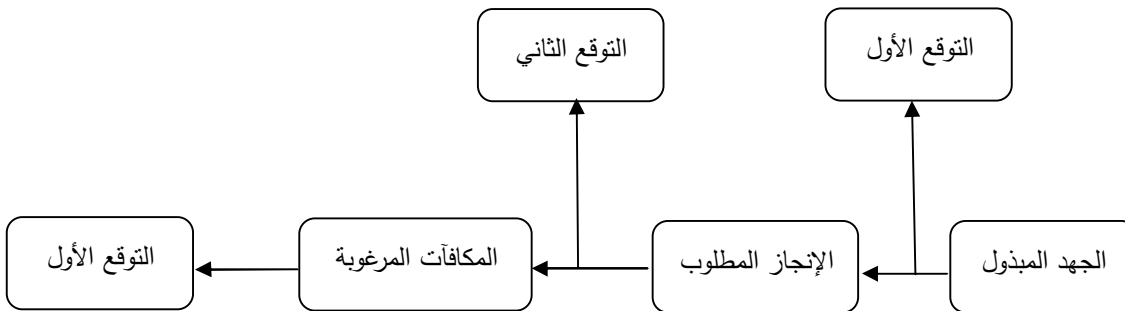 التوقع الأول
التوقع الثاني
الجهد المبذول
الإنجاز المطلوب
المكافآت المرغوبة
التوقع الأول